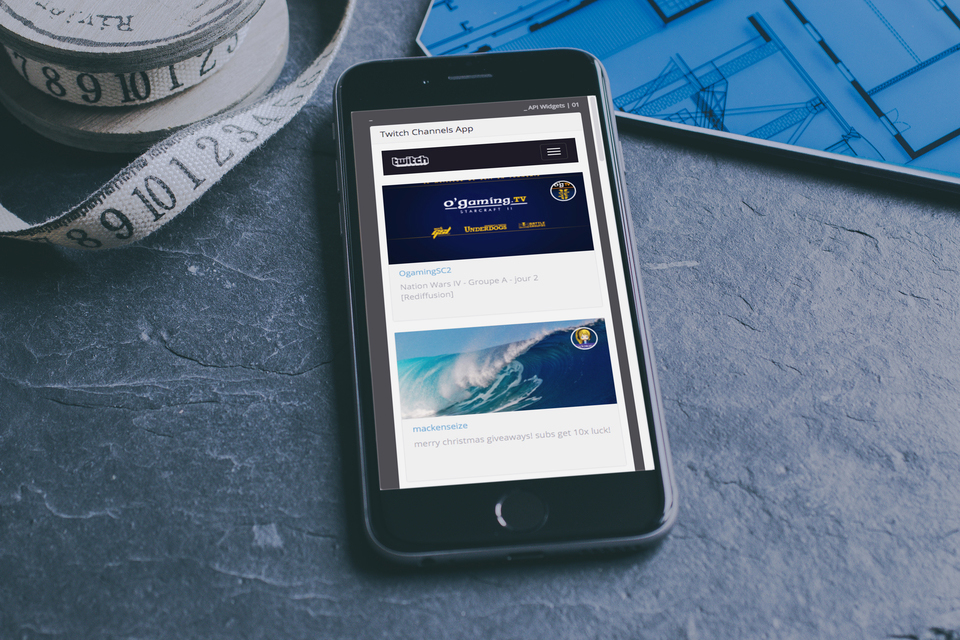 River
7 8 9 10 1 2
8 9 10 1 2 3 4
_API Widgets | 01
Twitch Channels App
twitch
o'gaming.TV
STARCRAFT II
UNDERDOGS
OgamingSC2
Nation Wars IV - Groupe A - jour 2
[Rediffusion]
mackenseize
merry christmas giveaways! subs get 10x luck!